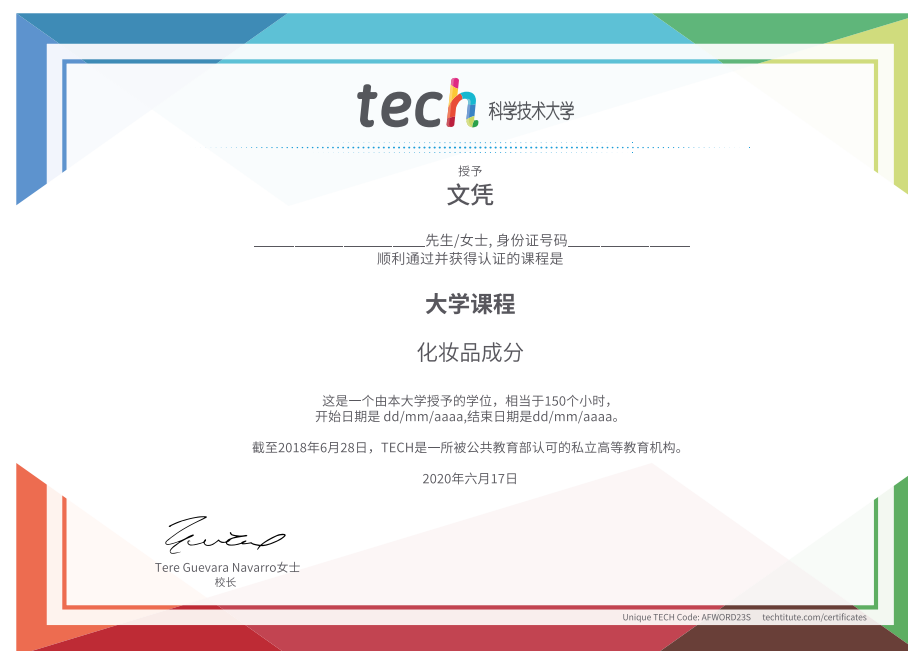 tech 科学技术大学
授予
文凭
____________________先生/女士, 身份证号码_______________
顺利通过并获得认证的课程是
大学课程
化妆品成分
这是一个由本大学授予的学位，相当于150个小时，
开始日期是 dd/mm/aaaa,结束日期是dd/mm/aaaa。
截至2018年6月28日，TECH是一所被公共教育部认可的私立高等教育机构。
2020年六月17日
Tere Guevara Navarro女士
校长
Unique TECH Code: AFWORD23S techtitute.com/certificates